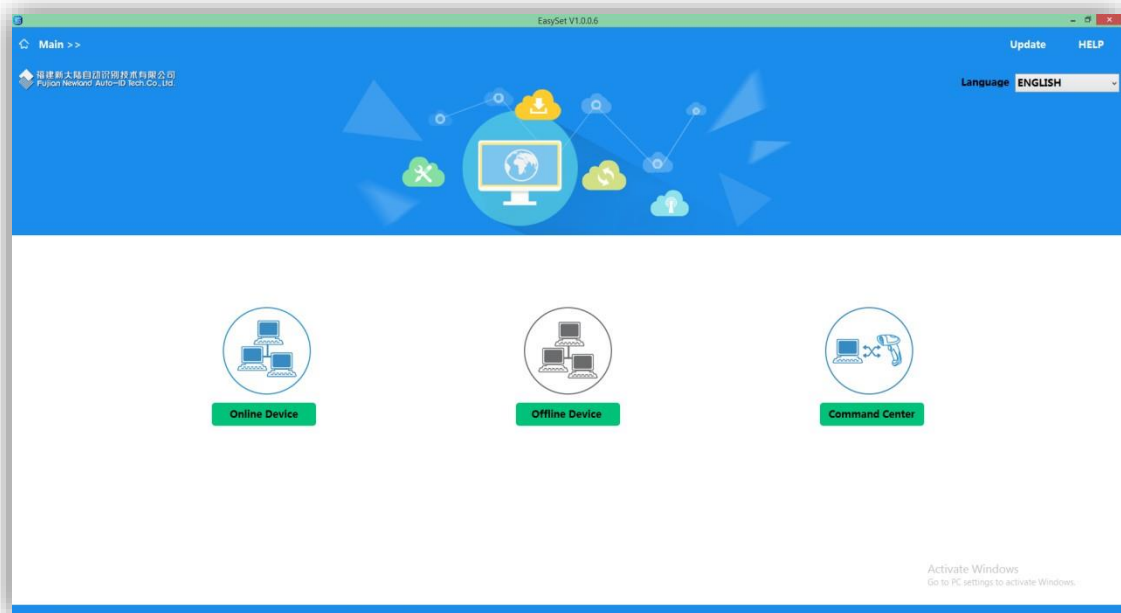 EasySet V1.0.0.6
Main >>
Update
HELP
福建新大陆自动识别技术有限公司
Fujian Newland Auto-ID Tech.Co.,Ltd.
Language
ENGLISH
Online Device
Offline Device
Command Center
Activate Windows
Go to PC settings to activate Windows.